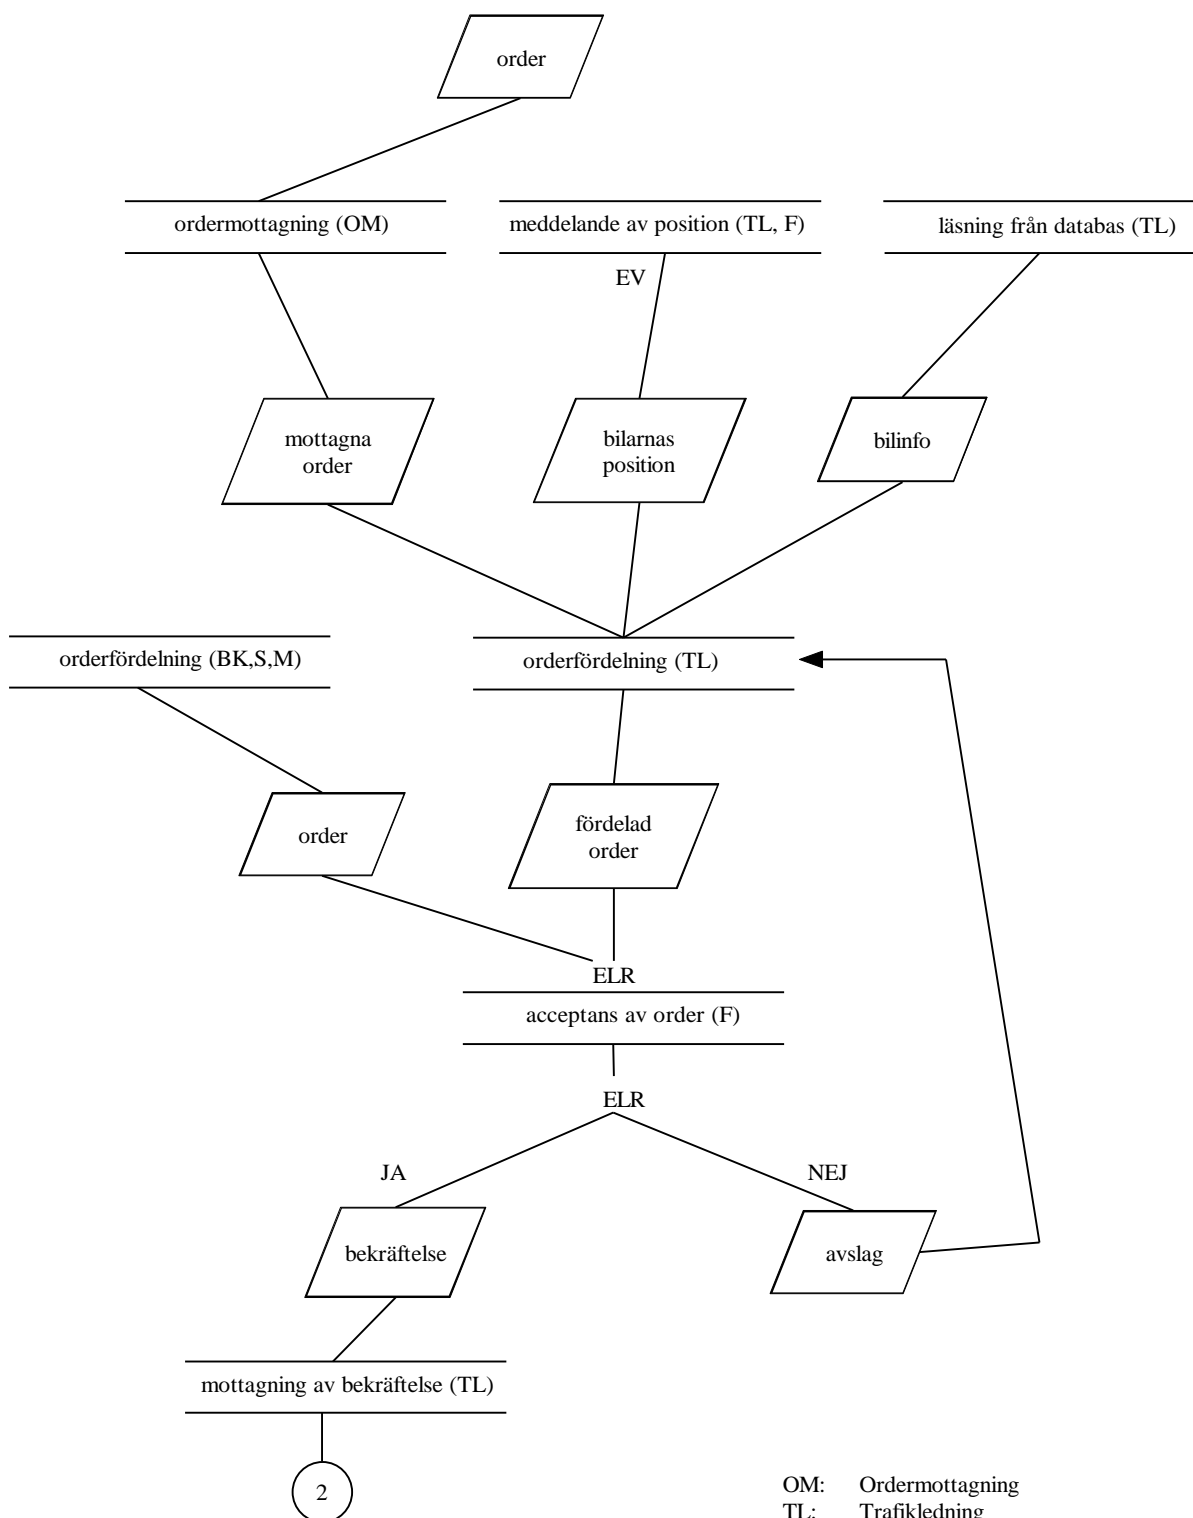 order
ordermottagning (OM)
meddelande av position (TL, F)
läsning från databas (TL)
EV
mottagna
order
bilarnas
position
bilinfo
orderfördelning (BK,S,M)
orderfördelning (TL)
order
fördelad
order
ELR
acceptans av order (F)
ELR
JA
NEJ
bekräftelse
avslag
mottagning av bekräftelse (TL)
2
OM: Ordermottagning
TL: Trafikledning